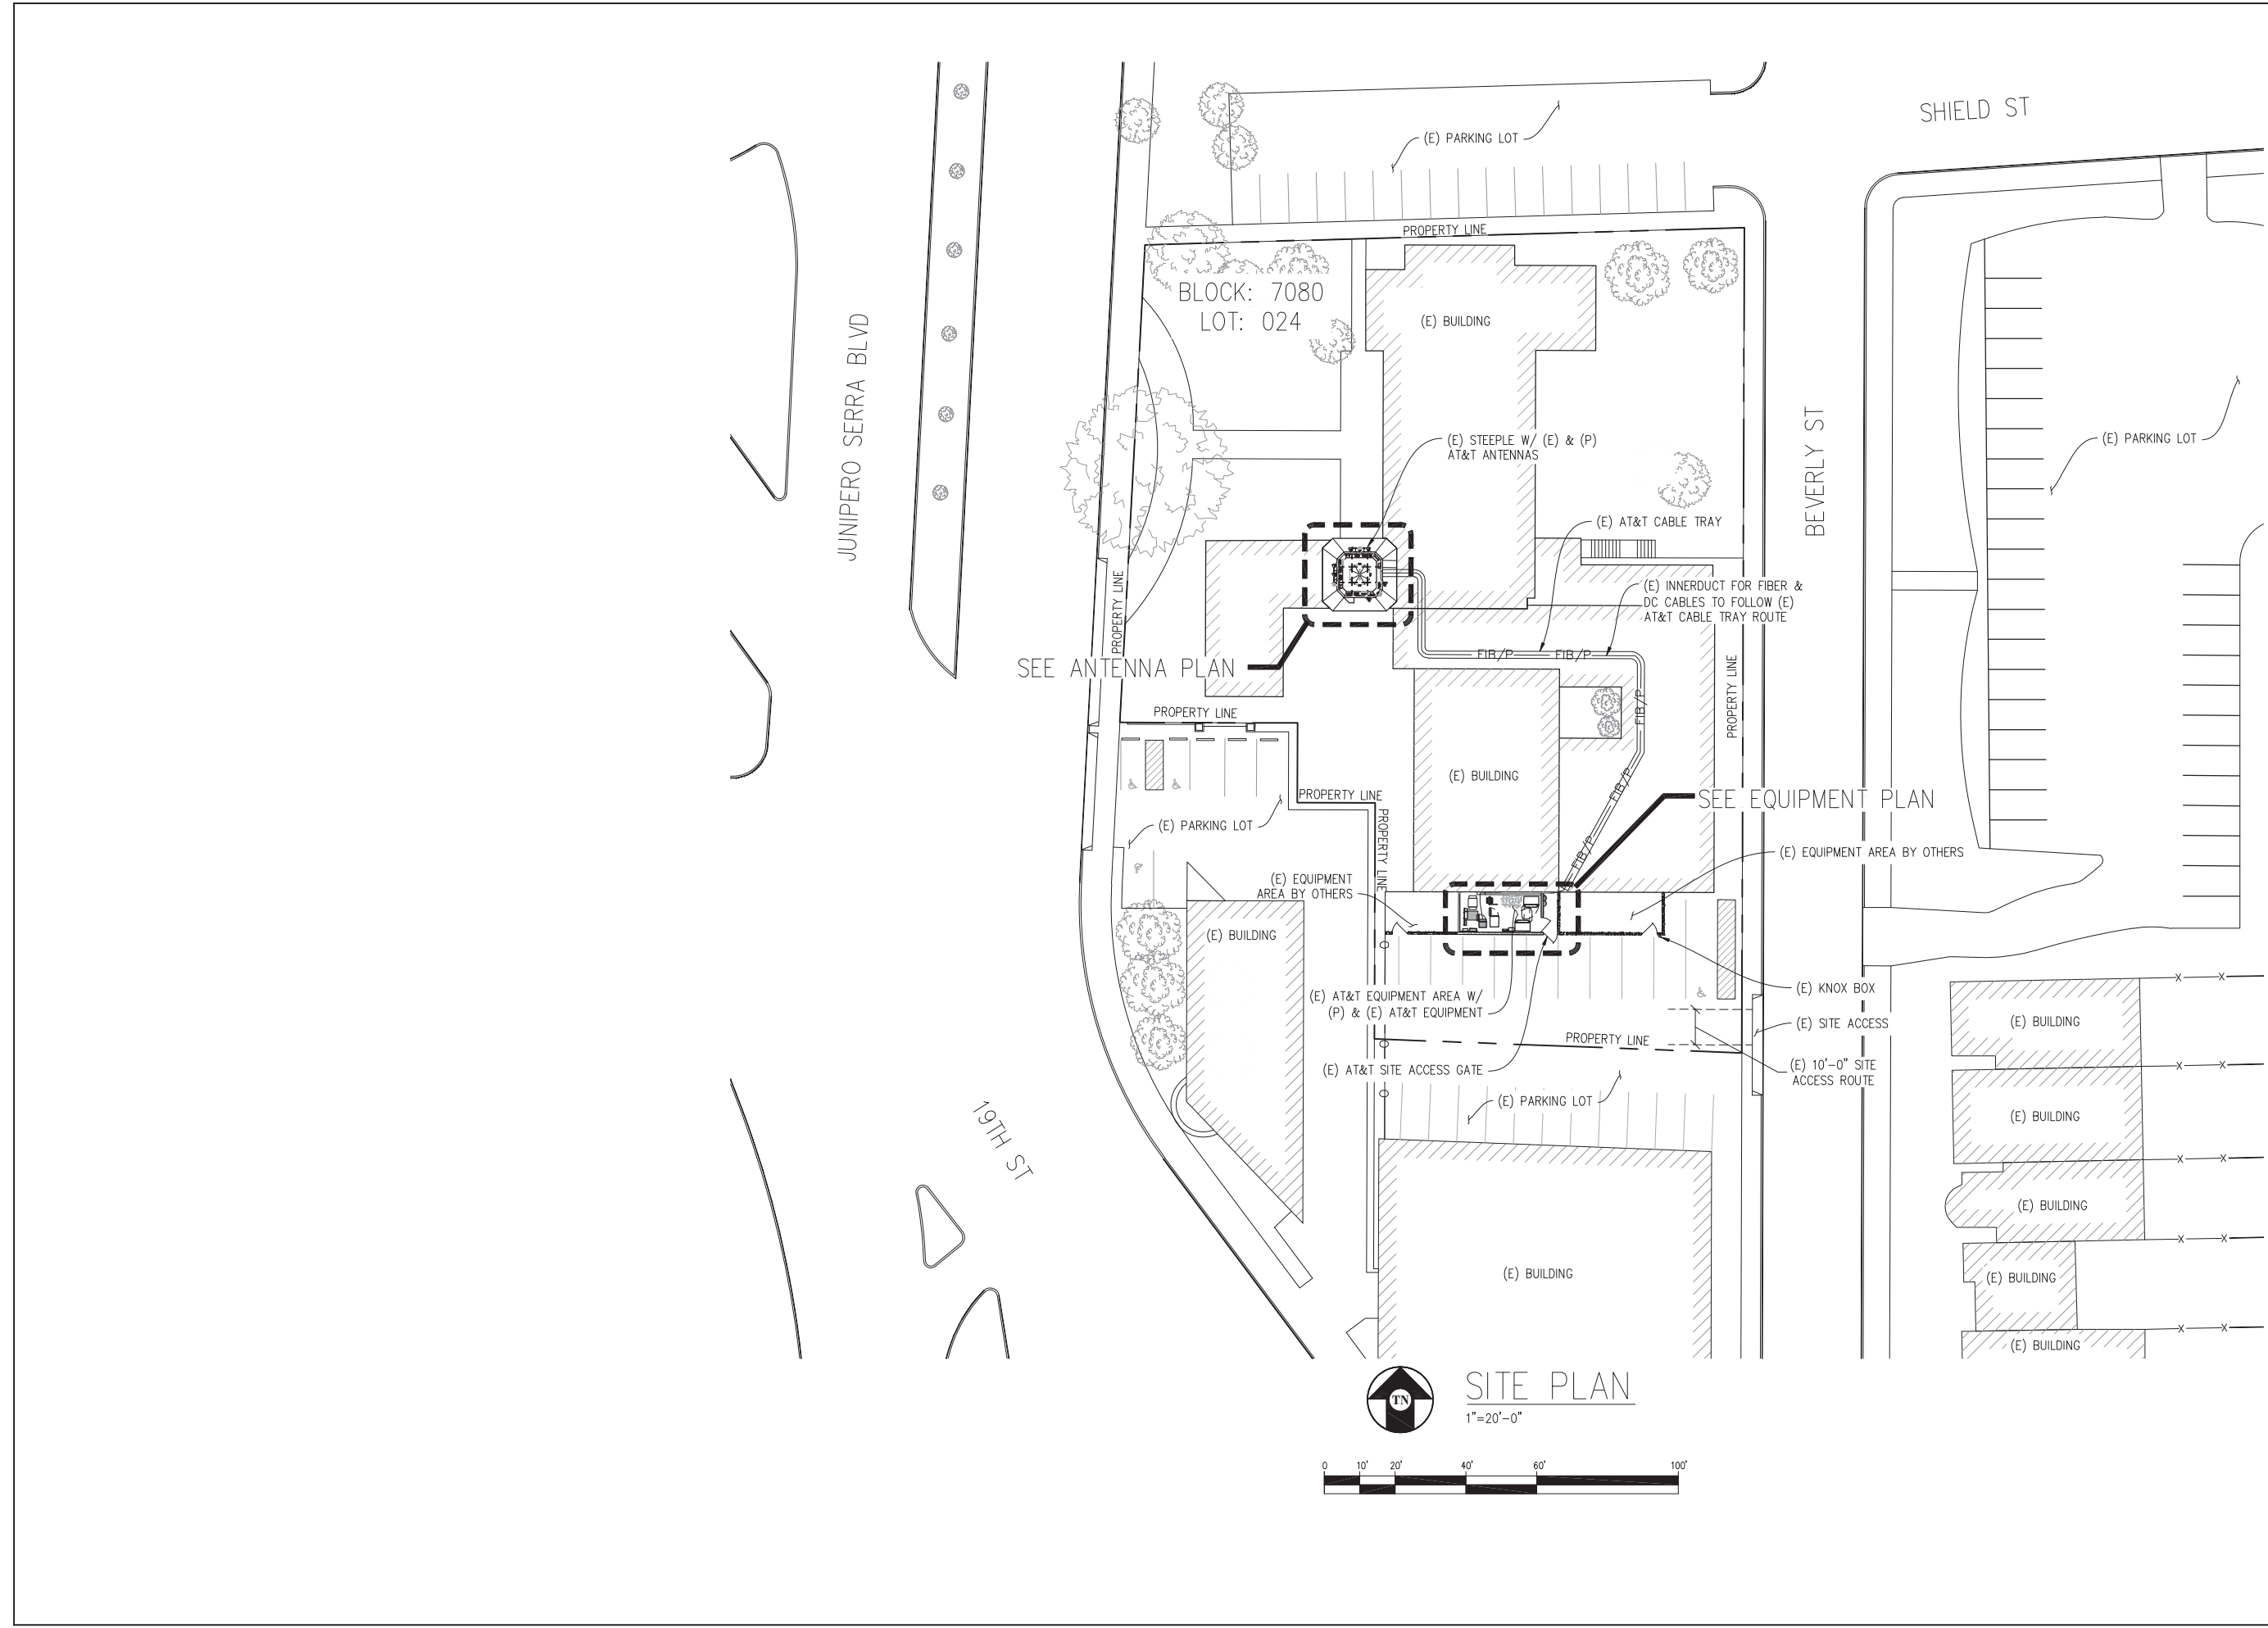 SHIELD ST
(E) PARKING LOT
PROPERTY LINE
BLOCK: 7080
LOT: 024
(E) BUILDING
JUNIPERO SERRA BLVD
BEVERLY ST
(E) PARKING LOT
(E) STEEPLE W/ (E) & (P)
AT&T ANTENNAS
(E) AT&T CABLE TRAY
(E) INNERDUCT FOR FIBER &
DC CABLES TO FOLLOW (E)
AT&T CABLE TRAY ROUTE
PROPERTY LINE
SEE ANTENNA PLAN
FIB/P
FIB/P
FIB/P
PROPERTY LINE
PROPERTY LINE
(E) BUILDING
FIB/P
PROPERTY LINE
SEE EQUIPMENT PLAN
(E) PARKING LOT
PROPERTY LINE
FIB/P
(E) EQUIPMENT AREA BY OTHERS
(E) EQUIPMENT
AREA BY OTHERS
(E) BUILDING
(E) AT&T EQUIPMENT AREA W/
(P) & (E) AT&T EQUIPMENT
(E) KNOX BOX
(E) SITE ACCESS
PROPERTY LINE
(E) 10'-0" SITE
ACCESS ROUTE
(E) AT&T SITE ACCESS GATE
(E) PARKING LOT
19TH ST
(E) BUILDING
(E) BUILDING
(E) BUILDING
(E) BUILDING
(E) BUILDING
(E) BUILDING
TN
SITE PLAN
1"=20'-0"
0 10' 20' 40' 60' 100'